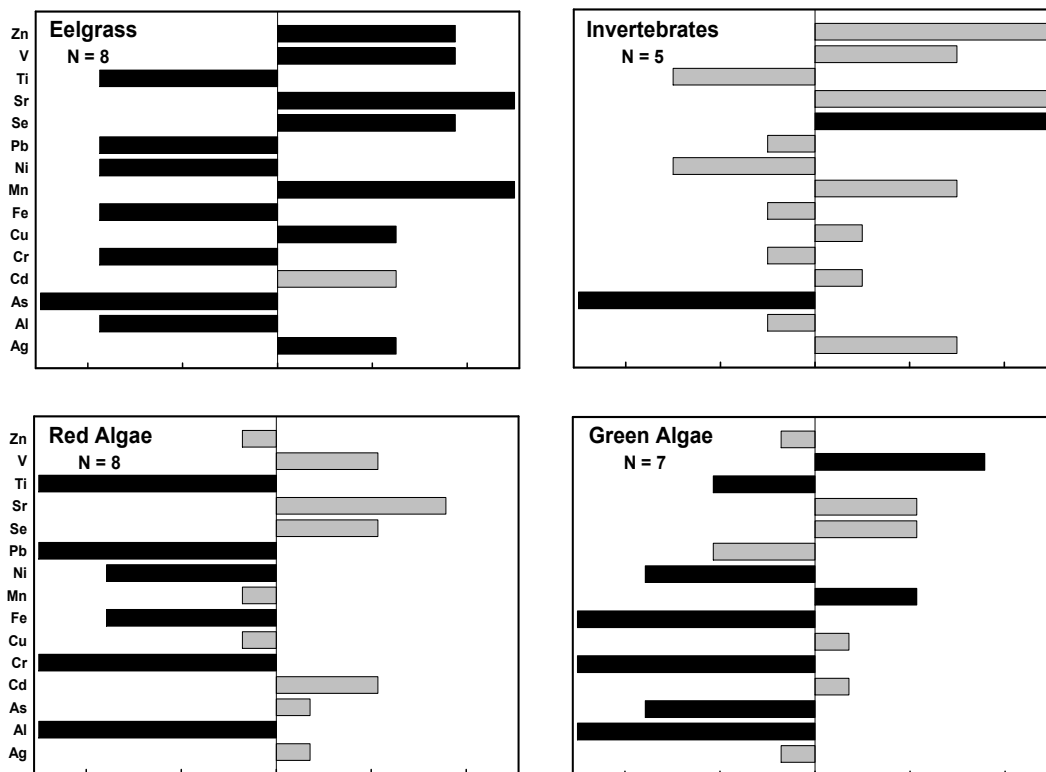 Eelgrass
N = 8
Zn
V
Ti
Sr
Se
Pb
Ni
Mn
Fe
Cu
Cr
Cd
As
Al
Ag
Invertebrates
N = 5
Red Algae
N = 8
Zn
V
Ti
Sr
Se
Pb
Ni
Mn
Fe
Cu
Cr
Cd
As
Al
Ag
Green Algae
N = 7